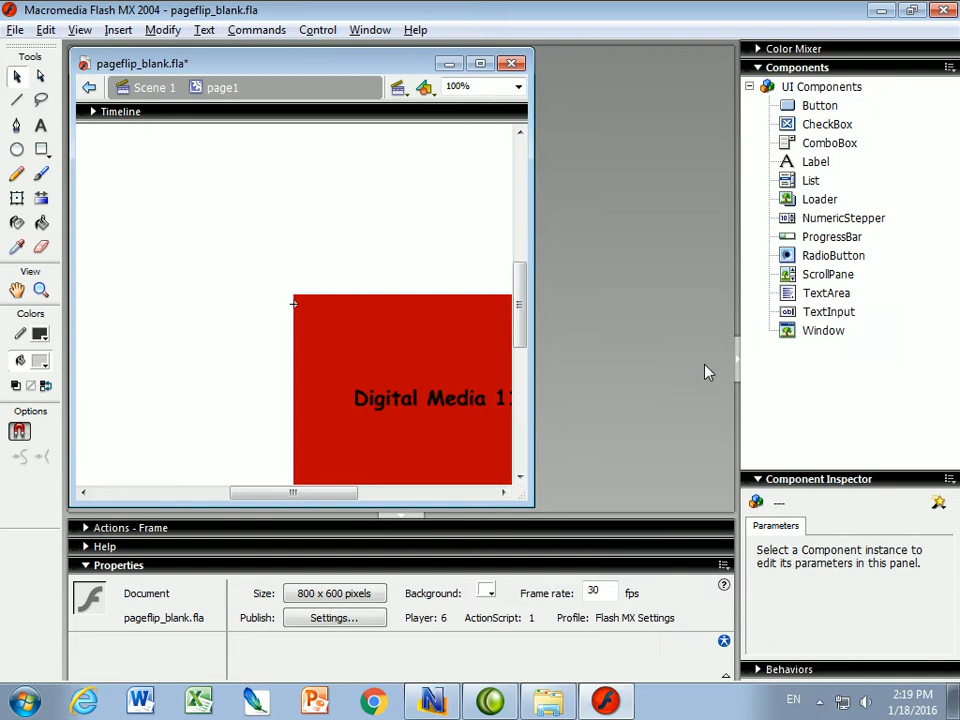 Macromedia Flash MX 2004 - pageflip_blank.fla
File Edit View Insert Modify Text Commands Control Window Help
Tools
View
Colors
Options
pageflip_blank.fla*
Scene 1 page1 100%
Timeline
Digital Media 11
Actions - Frame
Help
Properties
Document
pageflip_blank.fla
Size: 800 x 600 pixels Background: Frame rate: 30 fps
Publish: Settings... Player: 6 ActionScript: 1 Profile: Flash MX Settings
Color Mixer
Components
UI Components
Button
CheckBox
ComboBox
Label
List
Loader
NumericStepper
ProgressBar
RadioButton
ScrollPane
TextArea
TextInput
Window
Component Inspector
---
Parameters
Select a Component instance to
edit its parameters in this panel.
Behaviors
EN
2:19 PM
1/18/2016